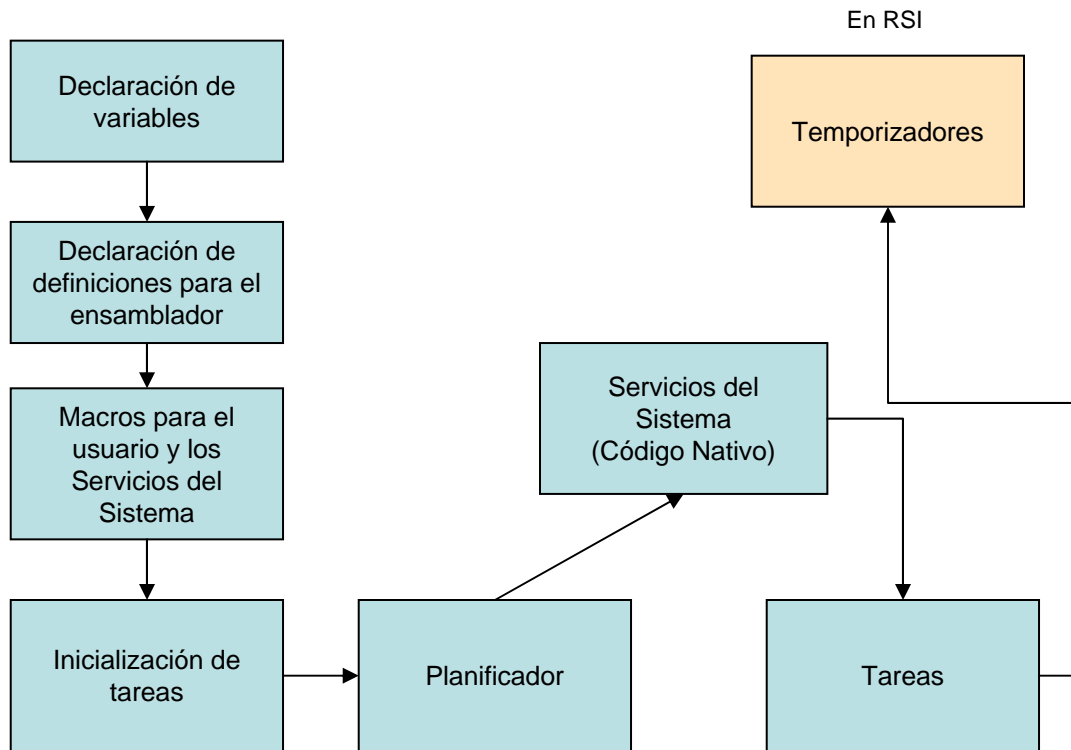 En RSI
Declaración de
variables
Temporizadores
Declaración de
definiciones para el
ensamblador
Macros para el
usuario y los
Servicios del
Sistema
Servicios del
Sistema
(Código Nativo)
Inicialización de
tareas
Planificador
Tareas